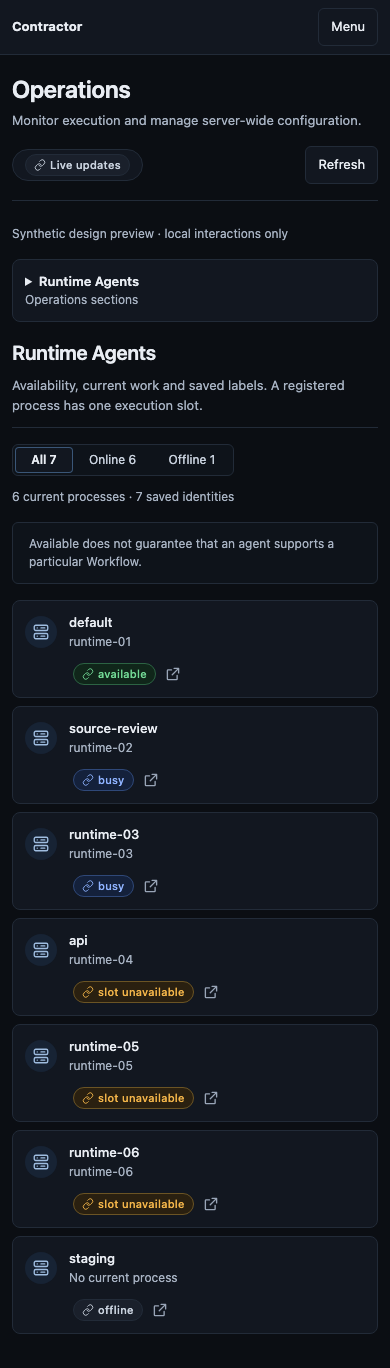 Contractor
Menu
Operations
Monitor execution and manage server-wide configuration.
Live updates
Refresh
Synthetic design preview · local interactions only
Runtime Agents
Operations sections
Runtime Agents
Availability, current work and saved labels. A registered
process has one execution slot.
All 7
Online 6
Offline 1
6 current processes · 7 saved identities
Available does not guarantee that an agent supports a
particular Workflow.
default
runtime-01
available
source-review
runtime-02
busy
runtime-03
runtime-03
busy
api
runtime-04
slot unavailable
runtime-05
runtime-05
slot unavailable
runtime-06
runtime-06
slot unavailable
staging
No current process
offline